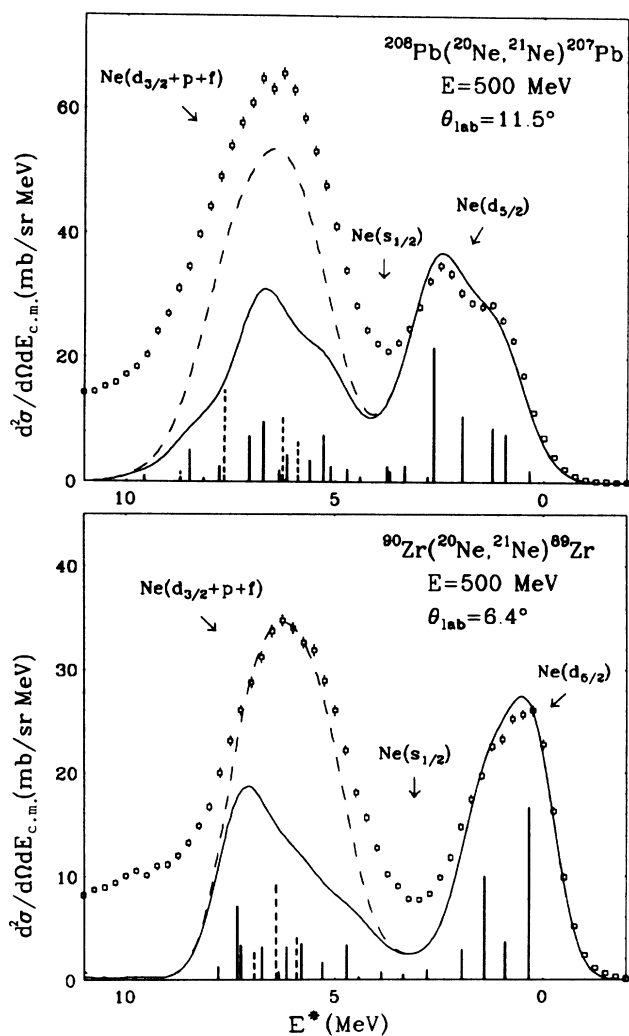 ²⁰⁸Pb(²⁰Ne,²¹Ne)²⁰⁷Pb
E=500 MeV
θlab=11.5°
Ne(d₃/₂+p+f)
Ne(s₁/₂)
Ne(d₅/₂)
60
40
20
0
d²σ/dΩdE_c.m.(mb/sr MeV)
10
5
0
⁹⁰Zr(²⁰Ne,²¹Ne)⁸⁹Zr
E=500 MeV
θlab=6.4°
Ne(d₃/₂+p+f)
Ne(s₁/₂)
Ne(d₅/₂)
40
30
20
10
0
d²σ/dΩdE_c.m.(mb/sr MeV)
10
5
0
E* (MeV)